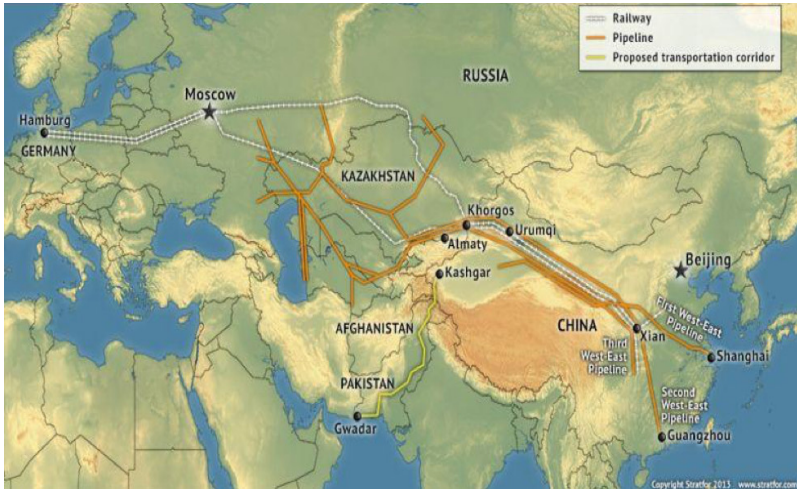 Railway
Pipeline
Proposed transportation corridor
RUSSIA
Moscow
Hamburg
GERMANY
KAZAKHSTAN
Khorgos
Urumqi
Almaty
Beijing
Kashgar
AFGHANISTAN
CHINA
Xian
First West-East
Pipeline
Third
West-East
Pipeline
Shanghai
PAKISTAN
Second
West-East
Pipeline
Gwadar
Guangzhou
Copyright Stratfor 2013 www.stratfor.com